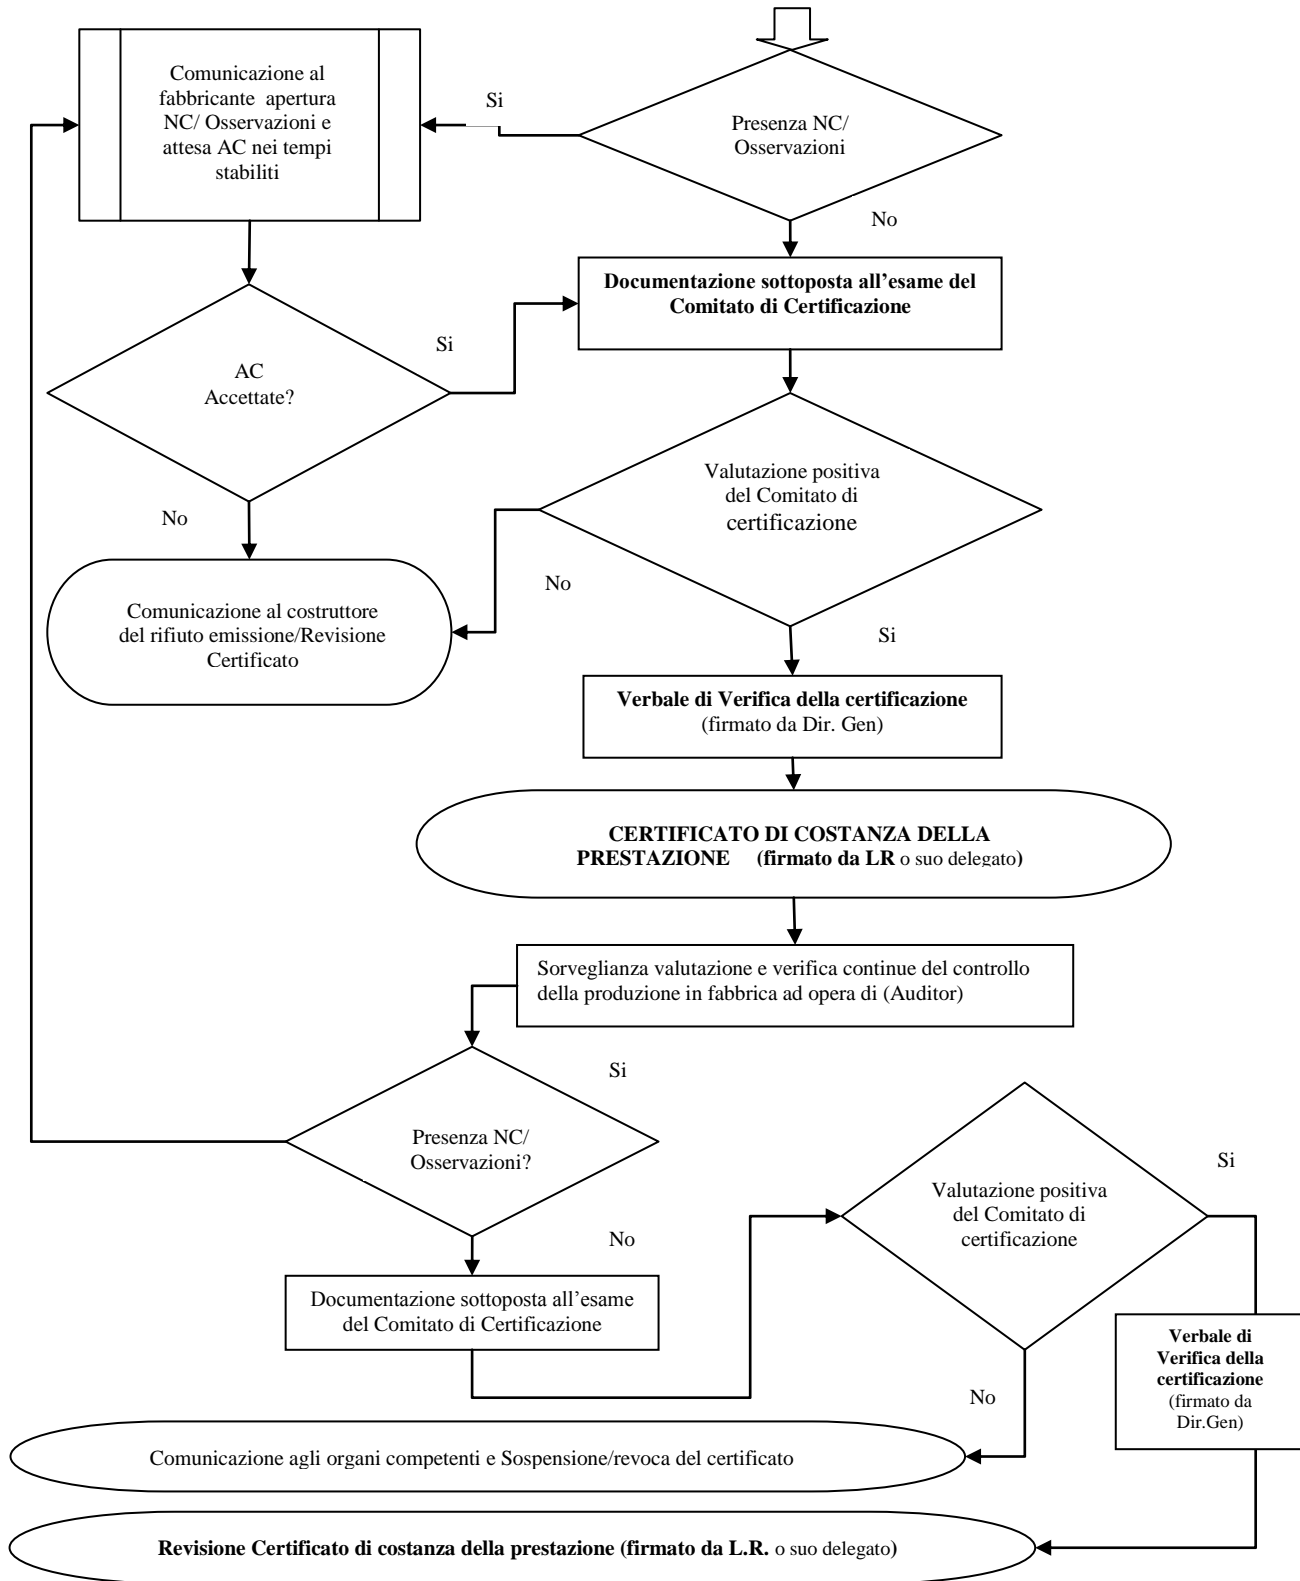 Comunicazione al
fabbricante apertura
NC/ Osservazioni e
attesa AC nei tempi
stabiliti
Si
Presenza NC/
Osservazioni
No
Documentazione sottoposta all’esame del
Comitato di Certificazione
AC
Accettate?
Si
No
Valutazione positiva
del Comitato di
certificazione
No
Si
Comunicazione al costruttore
del rifiuto emissione/Revisione
Certificato
Verbale di Verifica della certificazione
(firmato da Dir. Gen)
CERTIFICATO DI COSTANZA DELLA
PRESTAZIONE (firmato da LR o suo delegato)
Sorveglianza valutazione e verifica continue del controllo
della produzione in fabbrica ad opera di (Auditor)
Si
Presenza NC/
Osservazioni?
No
Documentazione sottoposta all’esame
del Comitato di Certificazione
Valutazione positiva
del Comitato di
certificazione
Si
No
Verbale di
Verifica della
certificazione
(firmato da
Dir.Gen)
Comunicazione agli organi competenti e Sospensione/revoca del certificato
Revisione Certificato di costanza della prestazione (firmato da L.R. o suo delegato)